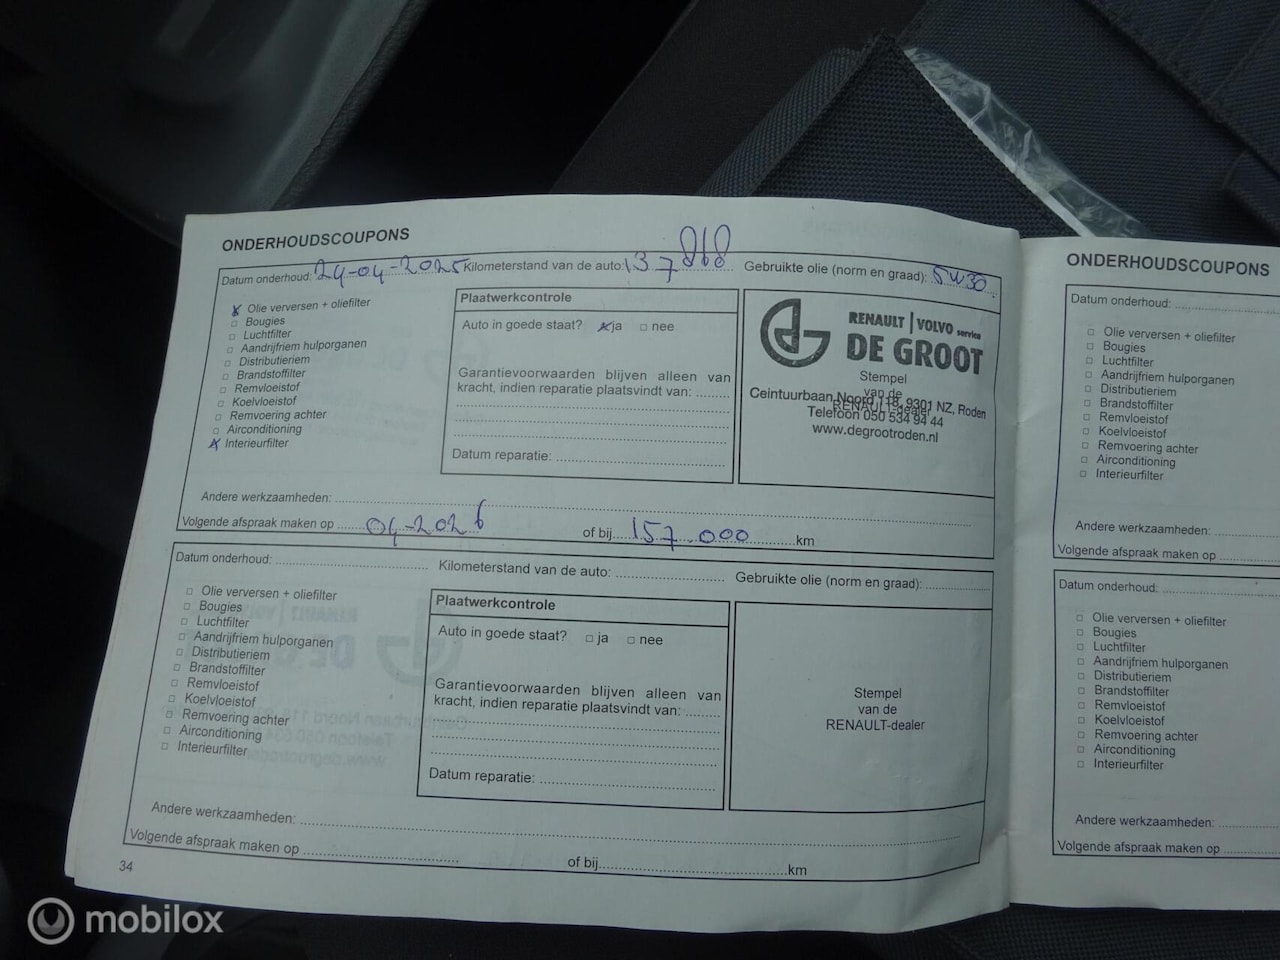 ONDERHOUDSCOUPONS
Datum onderhoud: 24-04-2025 Kilometerstand van de auto: 137 868 Gebruikte olie (norm en graad): 5W30
Olie verversen + oliefilter
Bougies
Luchtfilter
Aandrijfriem hulporganen
Distributieriem
Brandstoffilter
Remvloeistof
Koelvloeistof
Remvoering achter
Airconditioning
Interieurfilter
Plaatwerkcontrole
Auto in goede staat? ja nee
Garantievoorwaarden blijven alleen van
kracht, indien reparatie plaatsvindt van:
Datum reparatie:
RENAULT | VOLVO service
DE GROOT
Stempel
van de
RENAULT-dealer
Ceintuurbaan Noord 118, 9301 NZ, Roden
Telefoon 050 534 94 44
www.degrootroden.nl
Andere werkzaamheden:
Volgende afspraak maken op 04-2026 of bij 157.000 km
Datum onderhoud: Kilometerstand van de auto: Gebruikte olie (norm en graad):
Olie verversen + oliefilter
Bougies
Luchtfilter
Aandrijfriem hulporganen
Distributieriem
Brandstoffilter
Remvloeistof
Koelvloeistof
Remvoering achter
Airconditioning
Interieurfilter
Plaatwerkcontrole
Auto in goede staat? ja nee
Garantievoorwaarden blijven alleen van
kracht, indien reparatie plaatsvindt van:
Datum reparatie:
Stempel
van de
RENAULT-dealer
Andere werkzaamheden:
Volgende afspraak maken op of bij km
34
ONDERHOUDSCOUPONS
Datum onderhoud:
Olie verversen + oliefilter
Bougies
Luchtfilter
Aandrijfriem hulporganen
Distributieriem
Brandstoffilter
Remvloeistof
Koelvloeistof
Remvoering achter
Airconditioning
Interieurfilter
Andere werkzaamheden:
Volgende afspraak maken op
Datum onderhoud:
Olie verversen + oliefilter
Bougies
Luchtfilter
Aandrijfriem hulporganen
Distributieriem
Brandstoffilter
Remvloeistof
Koelvloeistof
Remvoering achter
Airconditioning
Interieurfilter
Andere werkzaamheden:
Volgende afspraak maken op
mobilox